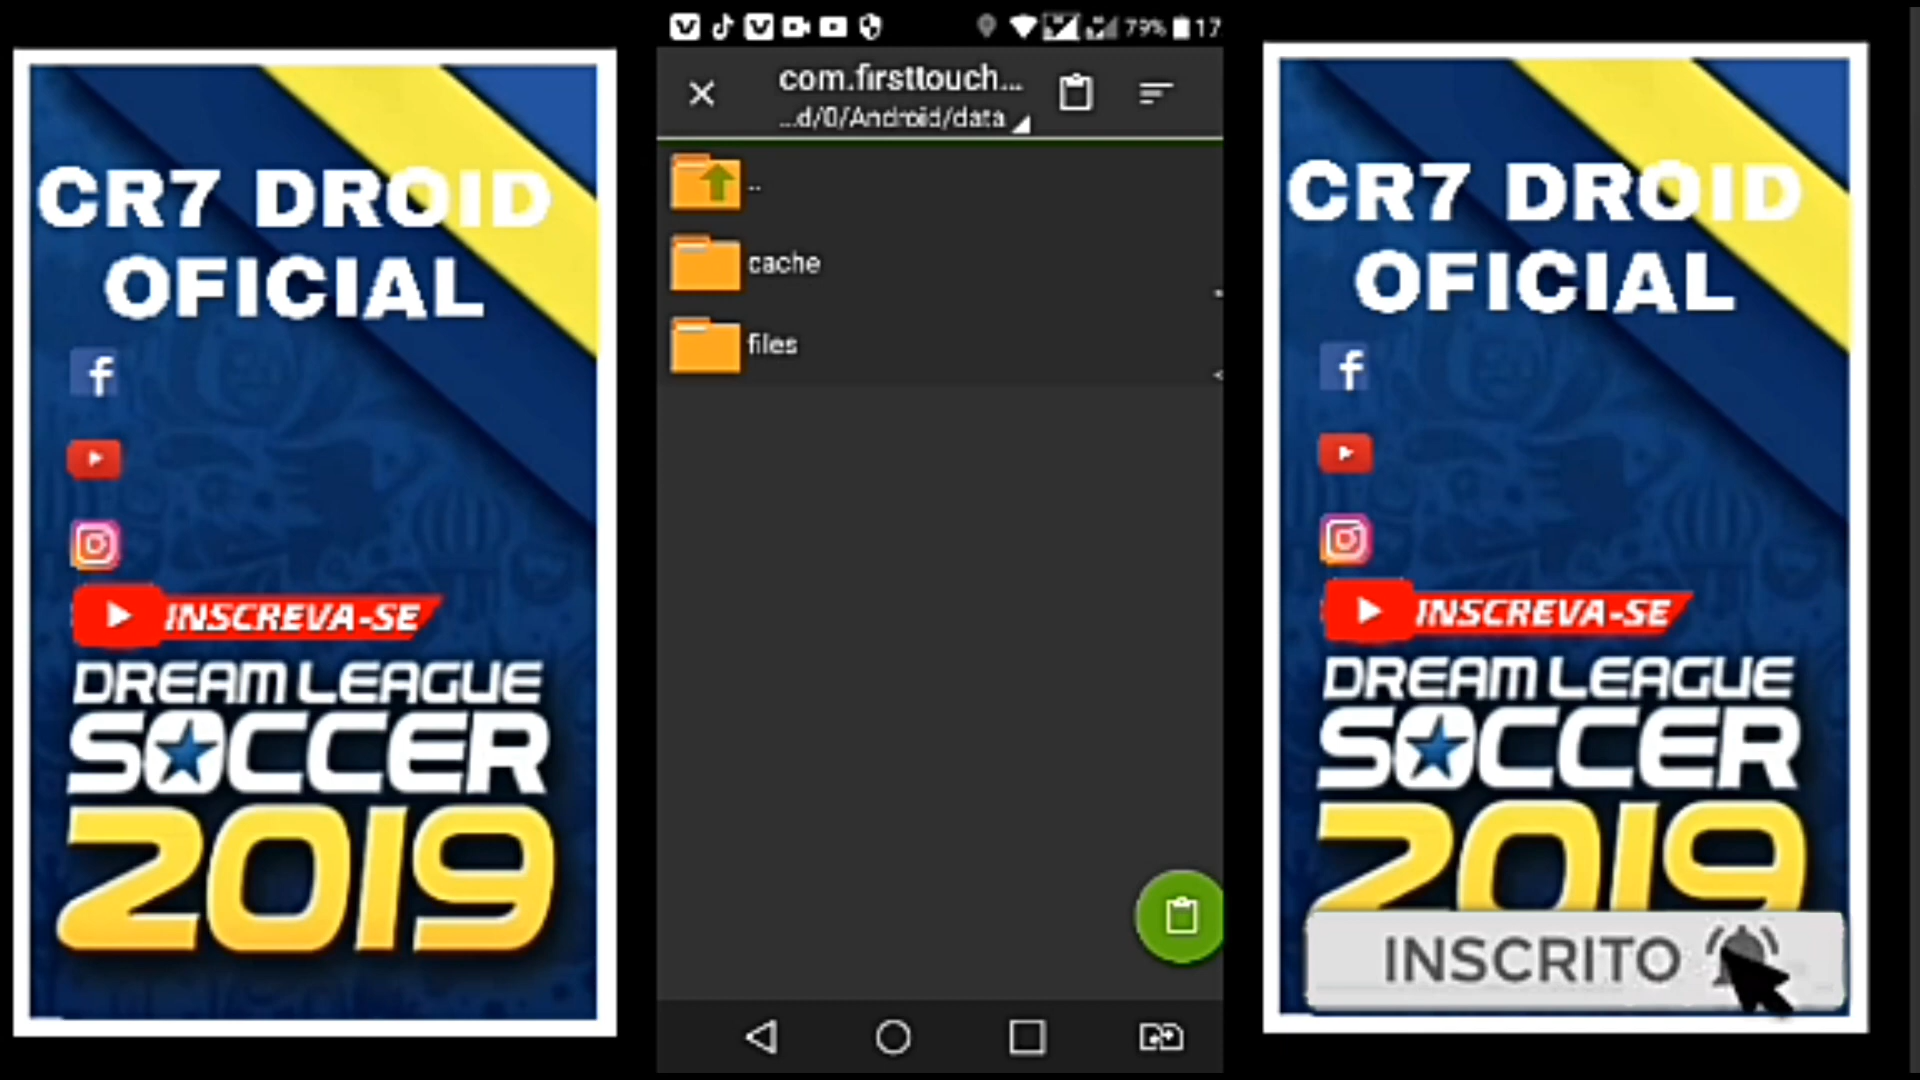 CR7 DROID
OFICIAL
INSCREVA-SE
DREAM LEAGUE
SOCCER
2019
79% 17
com.firsttouch...
...d/0/Android/data
..
cache
files
CR7 DROID
OFICIAL
INSCREVA-SE
DREAM LEAGUE
SOCCER
2019
INSCRITO